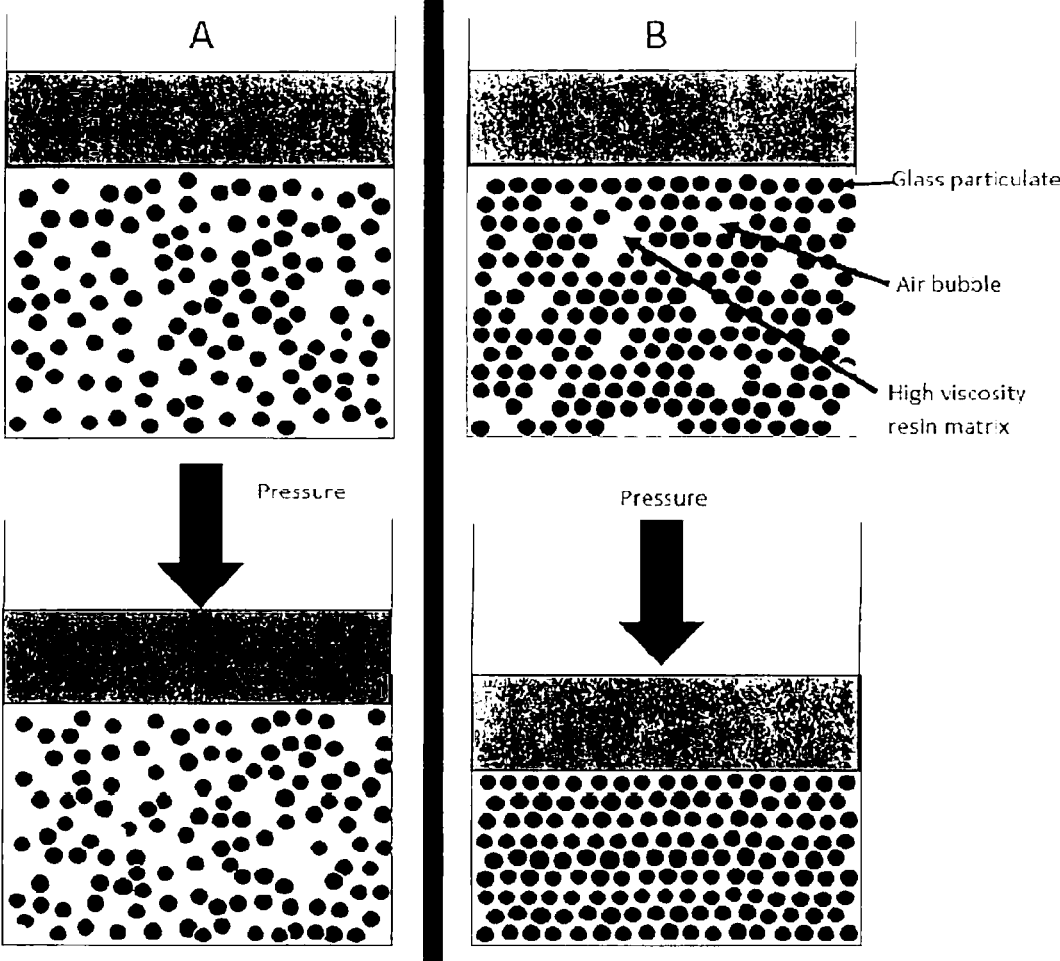 A
B
Glass particulate
Air bubble
High viscosity
resin matrix
Pressure
Pressure